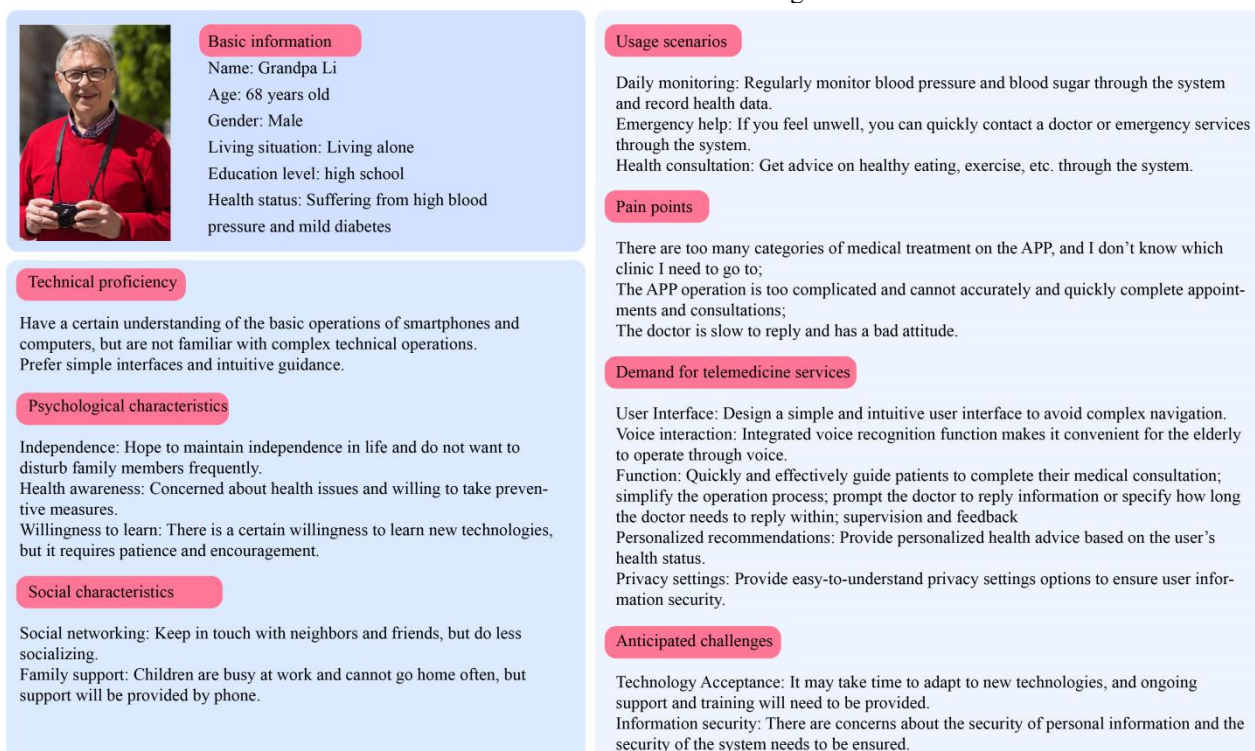 Basic information
Name: Grandpa Li
Age: 68 years old
Gender: Male
Living situation: Living alone
Education level: high school
Health status: Suffering from high blood
pressure and mild diabetes
Technical proficiency
Have a certain understanding of the basic operations of smartphones and
computers, but are not familiar with complex technical operations.
Prefer simple interfaces and intuitive guidance.
Psychological characteristics
Independence: Hope to maintain independence in life and do not want to
disturb family members frequently.
Health awareness: Concerned about health issues and willing to take preven-
tive measures.
Willingness to learn: There is a certain willingness to learn new technologies,
but it requires patience and encouragement.
Social characteristics
Social networking: Keep in touch with neighbors and friends, but do less
socializing.
Family support: Children are busy at work and cannot go home often, but
support will be provided by phone.
Usage scenarios
Daily monitoring: Regularly monitor blood pressure and blood sugar through the system
and record health data.
Emergency help: If you feel unwell, you can quickly contact a doctor or emergency services
through the system.
Health consultation: Get advice on healthy eating, exercise, etc. through the system.
Pain points
There are too many categories of medical treatment on the APP, and I don't know which
clinic I need to go to;
The APP operation is too complicated and cannot accurately and quickly complete appoint-
ments and consultations;
The doctor is slow to reply and has a bad attitude.
Demand for telemedicine services
User Interface: Design a simple and intuitive user interface to avoid complex navigation.
Voice interaction: Integrated voice recognition function makes it convenient for the elderly
to operate through voice.
Function: Quickly and effectively guide patients to complete their medical consultation;
simplify the operation process; prompt the doctor to reply information or specify how long
the doctor needs to reply within; supervision and feedback
Personalized recommendations: Provide personalized health advice based on the user's
health status.
Privacy settings: Provide easy-to-understand privacy settings options to ensure user infor-
mation security.
Anticipated challenges
Technology Acceptance: It may take time to adapt to new technologies, and ongoing
support and training will need to be provided.
Information security: There are concerns about the security of personal information and the
security of the system needs to be ensured.